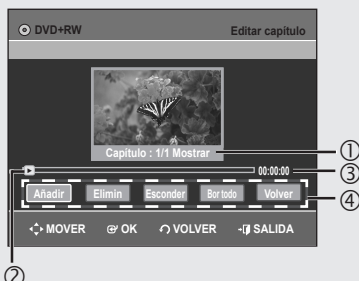 DVD+RW Editar capítulo
Capítulo : 1/1 Mostrar
①
00:00:00 ③
Añadir Elimin Esconder Bor todo Volver
④
MOVER OK VOLVER SALIDA
②